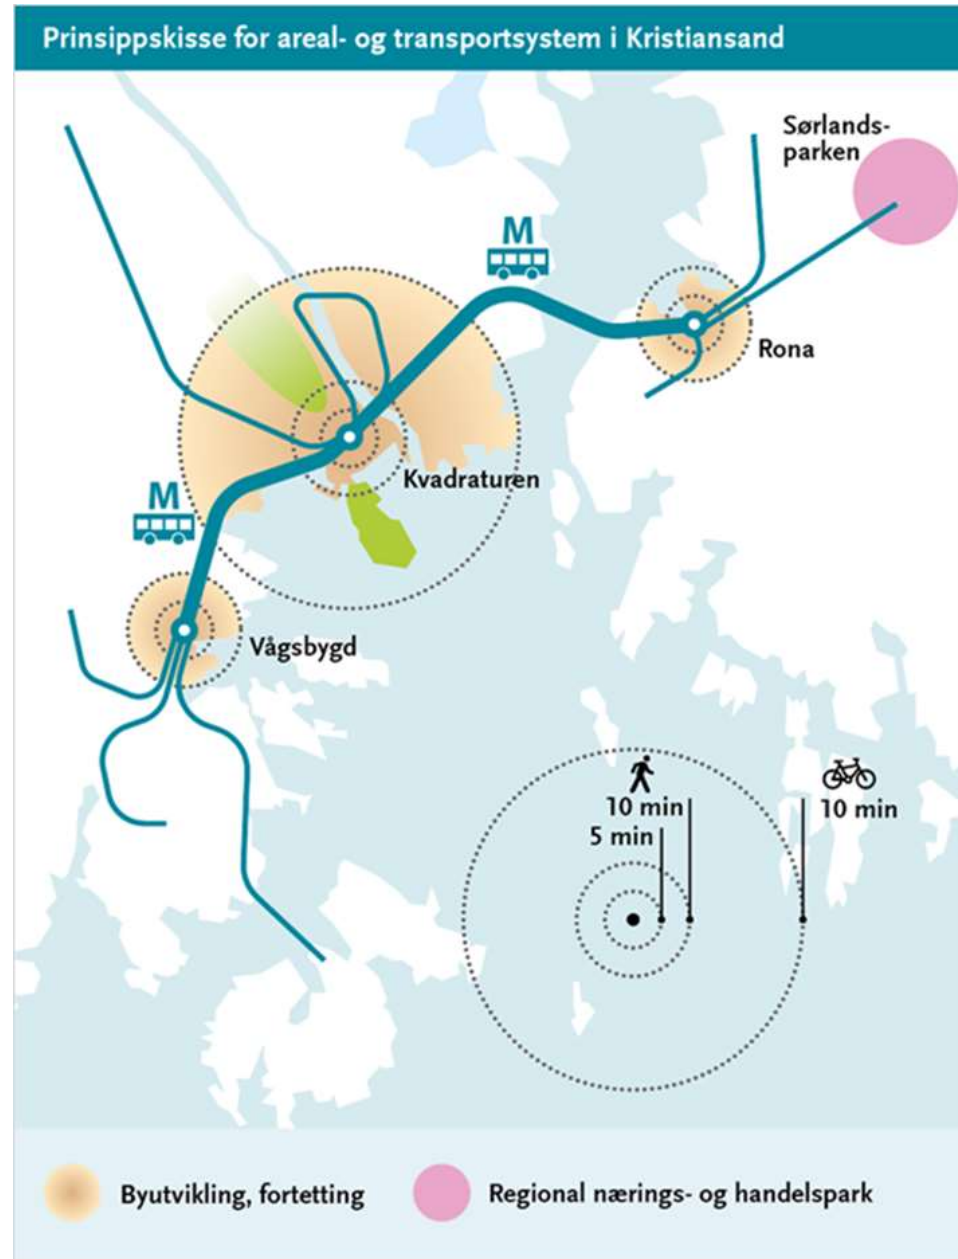 Prinsippskisse for areal- og transportsystem i Kristiansand
Sørlands-
parken
M
Rona
Kvadraturen
M
Vågsbygd
10 min
5 min
10 min
Byutvikling, fortetting
Regional nærings- og handelspark